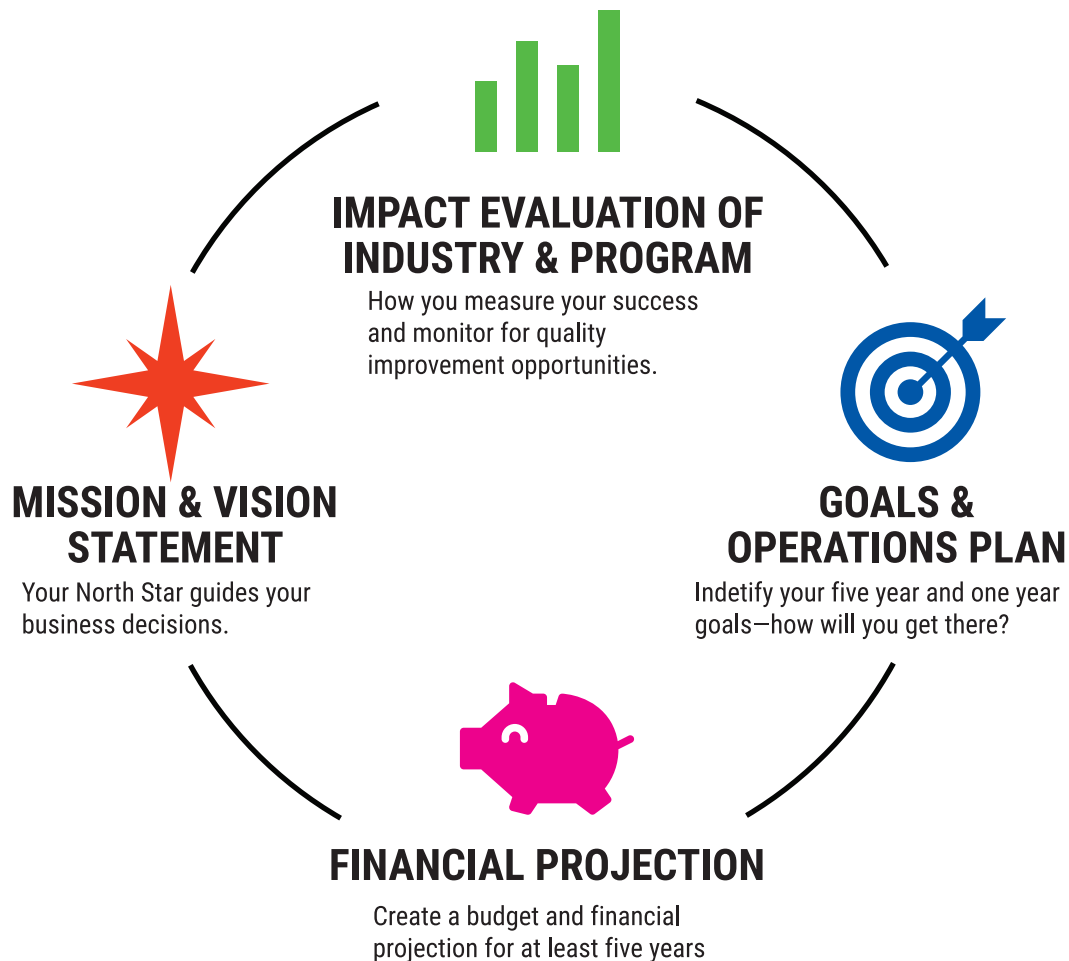 IMPACT EVALUATION OF
INDUSTRY & PROGRAM
How you measure your success
and monitor for quality
improvement opportunities.
MISSION & VISION
STATEMENT
Your North Star guides your
business decisions.
GOALS &
OPERATIONS PLAN
Indetify your five year and one year
goals—how will you get there?
FINANCIAL PROJECTION
Create a budget and financial
projection for at least five years